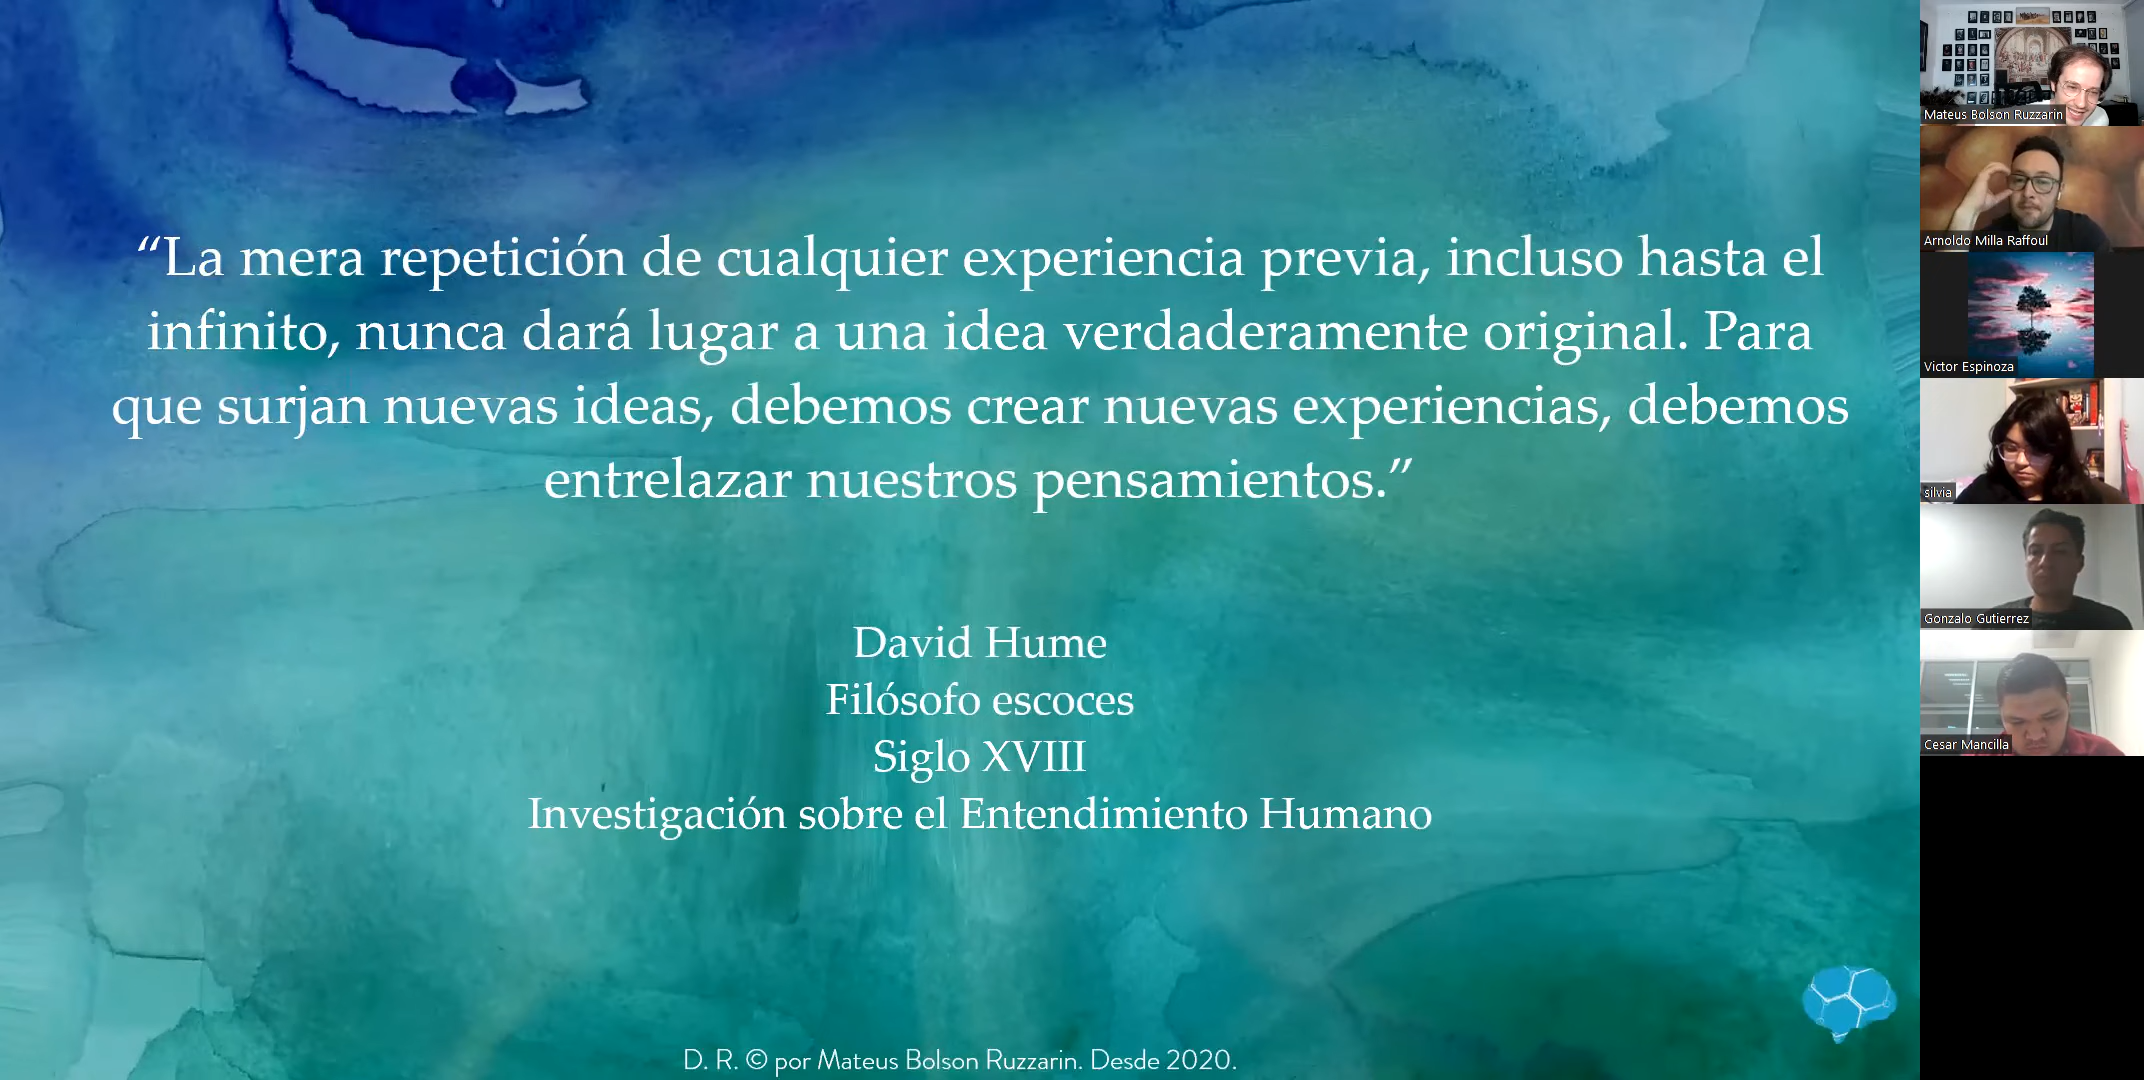 “La mera repetición de cualquier experiencia previa, incluso hasta el
infinito, nunca dará lugar a una idea verdaderamente original. Para
que surjan nuevas ideas, debemos crear nuevas experiencias, debemos
entrelazar nuestros pensamientos.”
David Hume
Filósofo escoces
Siglo XVIII
Investigación sobre el Entendimiento Humano
D. R. © por Mateus Bolson Ruzzarin. Desde 2020.
Mateus Bolson Ruzzarin
Arnoldo Milla Raffoul
Victor Espinoza
silvia
Gonzalo Gutierrez
Cesar Mancilla